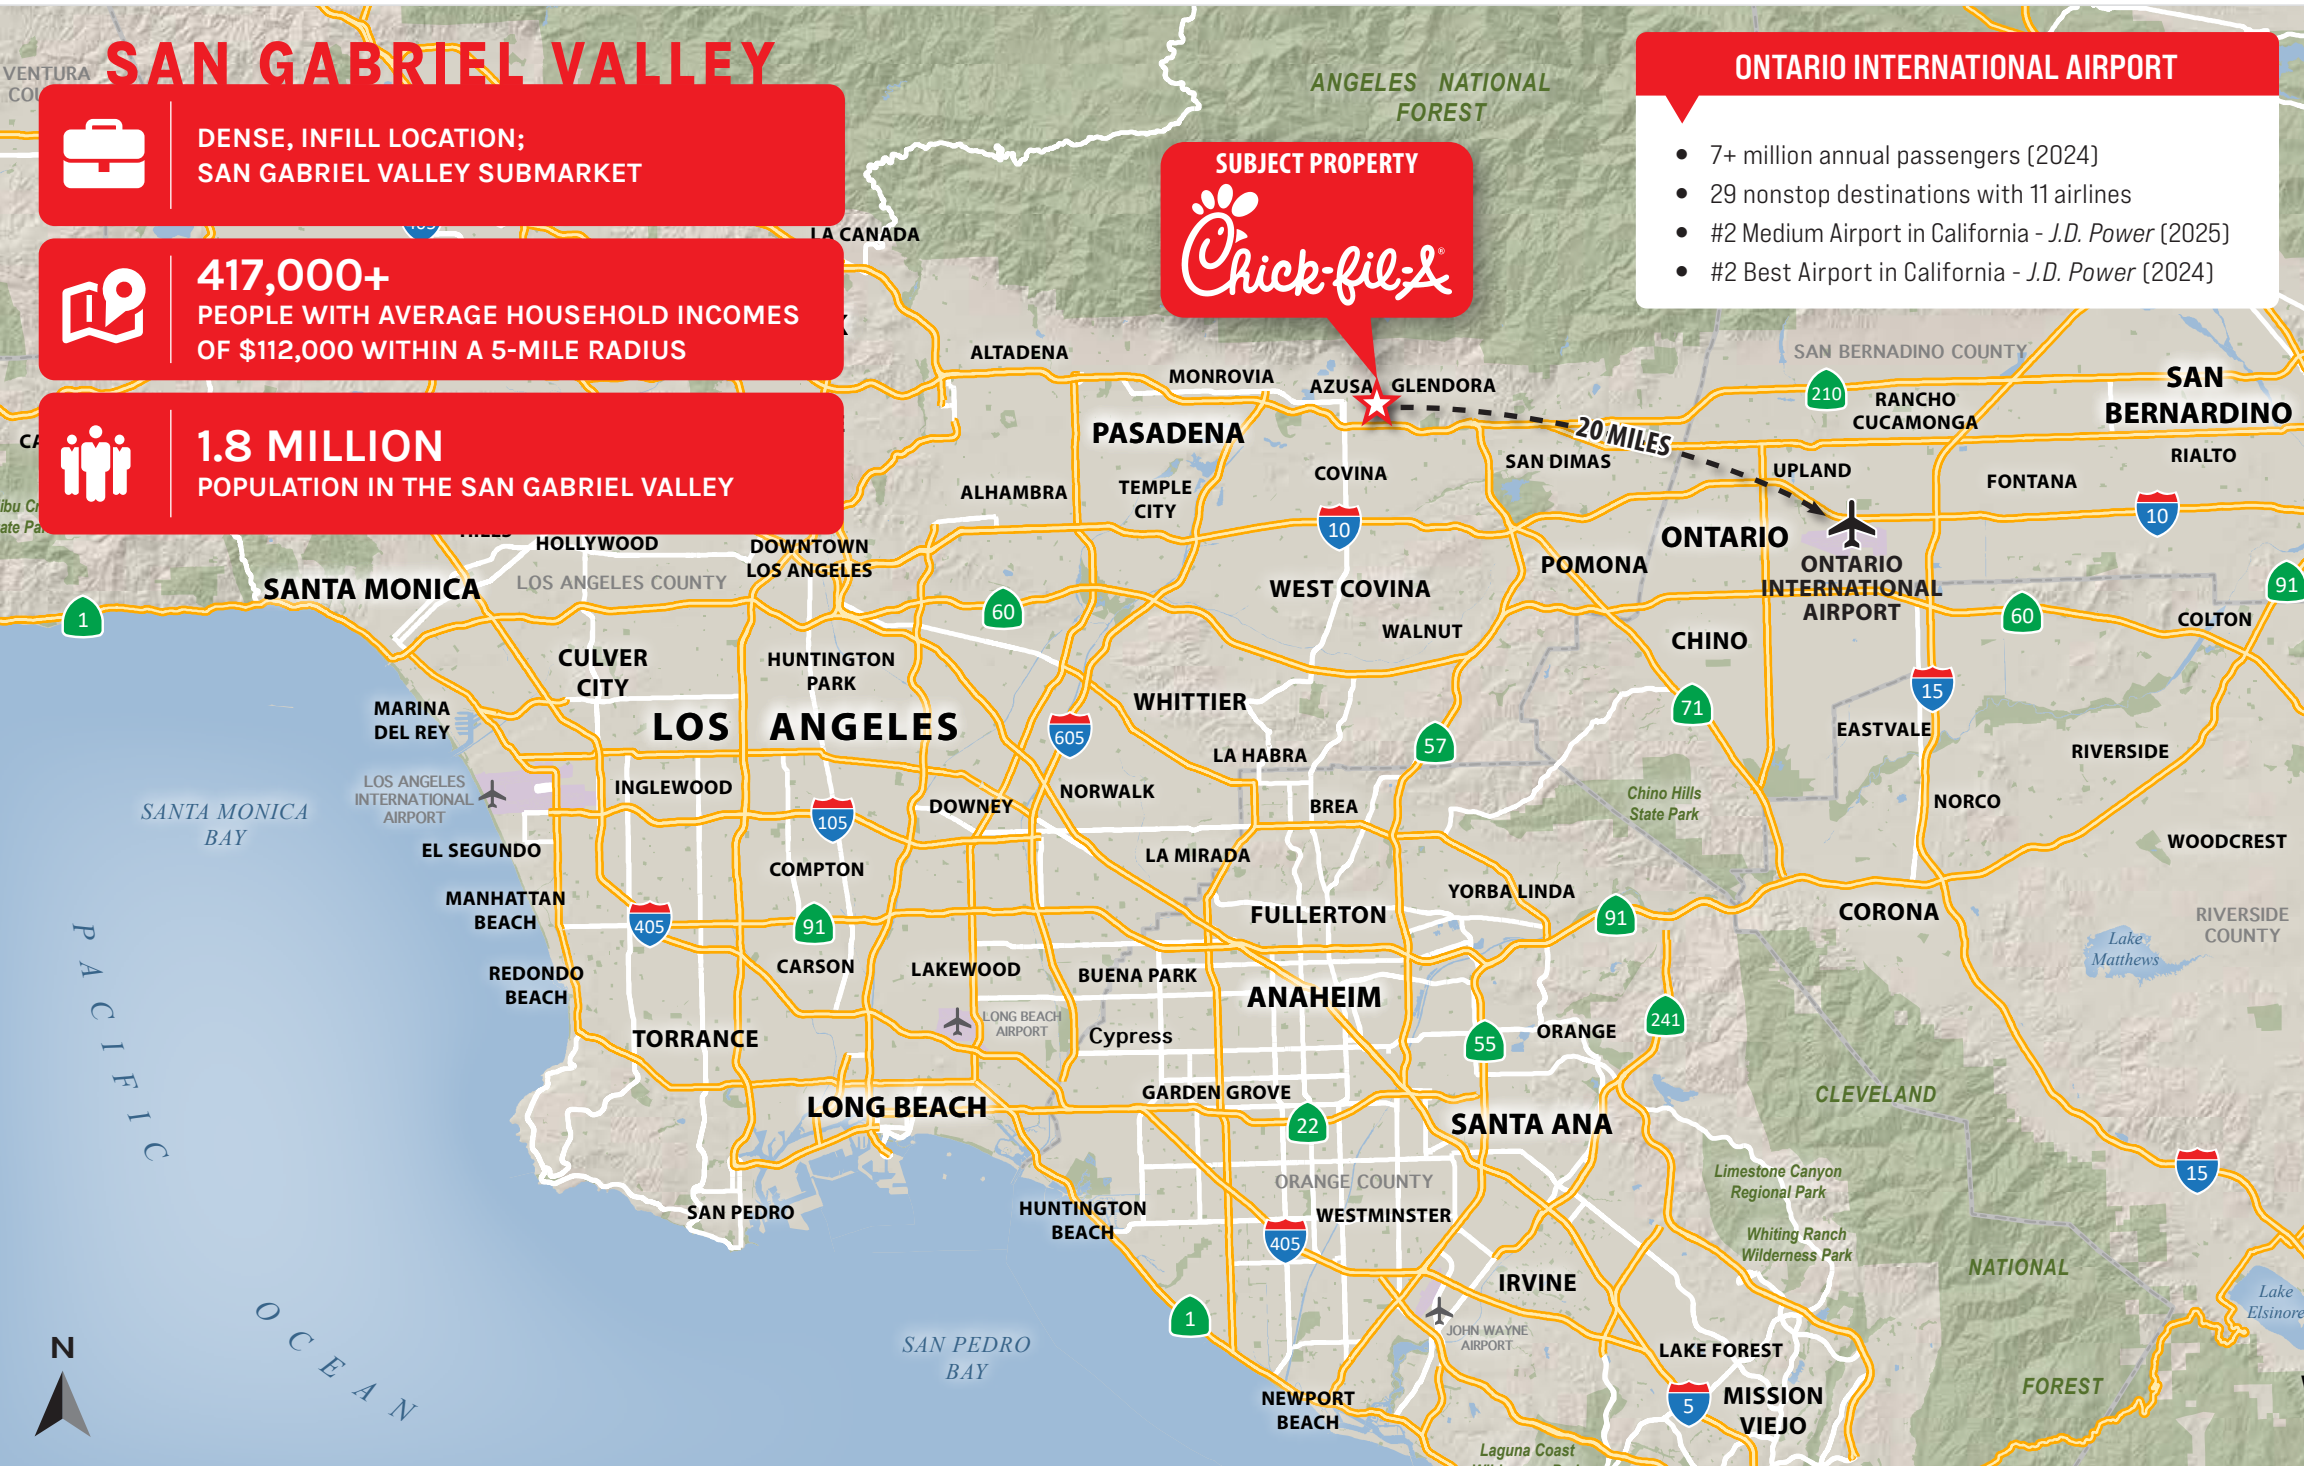 SAN GABRIEL VALLEY
DENSE, INFILL LOCATION;
SAN GABRIEL VALLEY SUBMARKET
417,000+
PEOPLE WITH AVERAGE HOUSEHOLD INCOMES
OF $112,000 WITHIN A 5-MILE RADIUS
1.8 MILLION
POPULATION IN THE SAN GABRIEL VALLEY
ONTARIO INTERNATIONAL AIRPORT
• 7+ million annual passengers (2024)
• 29 nonstop destinations with 11 airlines
• #2 Medium Airport in California - J.D. Power (2025)
• #2 Best Airport in California - J.D. Power (2024)
SUBJECT PROPERTY
Chick-fil-A®
VENTURA
ANGELES NATIONAL
FOREST
LA CANADA
405
ALTADENA
MONROVIA
AZUSA
GLENDORA
SAN BERNADINO COUNTY
210
RANCHO
CUCAMONGA
SAN
BERNARDINO
PASADENA
20 MILES
COVINA
SAN DIMAS
UPLAND
RIALTO
FONTANA
ALHAMBRA
TEMPLE
CITY
10
10
ONTARIO
HOLLYWOOD
DOWNTOWN
LOS ANGELES
LOS ANGELES COUNTY
SANTA MONICA
1
60
WEST COVINA
POMONA
ONTARIO
INTERNATIONAL
AIRPORT
91
60
COLTON
WALNUT
CHINO
CULVER
CITY
HUNTINGTON
PARK
WHITTIER
15
71
MARINA
DEL REY
LOS ANGELES
605
57
EASTVALE
RIVERSIDE
LA HABRA
LOS ANGELES
INTERNATIONAL
AIRPORT
INGLEWOOD
NORWALK
DOWNEY
BREA
Chino Hills
State Park
NORCO
SANTA MONICA
BAY
105
EL SEGUNDO
WOODCREST
LA MIRADA
COMPTON
MANHATTAN
BEACH
YORBA LINDA
405
91
FULLERTON
91
CORONA
RIVERSIDE
COUNTY
Lake
Matthews
CARSON
LAKEWOOD
BUENA PARK
REDONDO
BEACH
ANAHEIM
LONG BEACH
AIRPORT
TORRANCE
Cypress
55
ORANGE
241
PACIFIC
OCEAN
GARDEN GROVE
CLEVELAND
LONG BEACH
22
SANTA ANA
15
Limestone Canyon
Regional Park
ORANGE COUNTY
SAN PEDRO
HUNTINGTON
BEACH
WESTMINSTER
405
Whiting Ranch
Wilderness Park
NATIONAL
IRVINE
Lake
Elsinore
1
JOHN WAYNE
AIRPORT
SAN PEDRO
BAY
LAKE FOREST
N
FOREST
NEWPORT
BEACH
5
MISSION
VIEJO
Laguna Coast